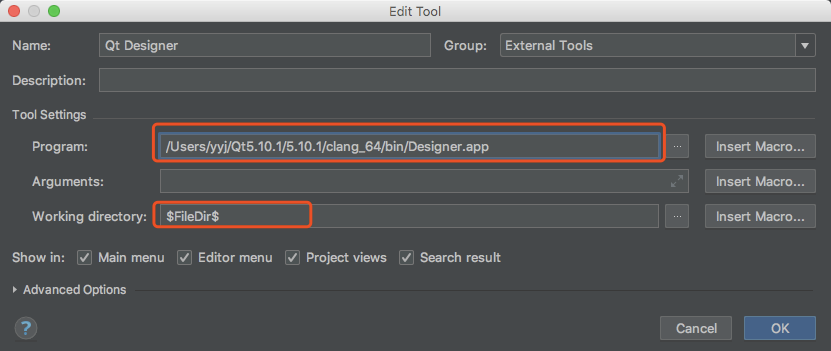 Edit Tool
Name: Qt Designer Group: External Tools
Description:
Tool Settings
Program: /Users/yyj/Qt5.10.1/5.10.1/clang_64/bin/Designer.app ... Insert Macro...
Arguments: Insert Macro...
Working directory: $FileDir$ ... Insert Macro...
Show in: Main menu Editor menu Project views Search result
Advanced Options
? Cancel OK